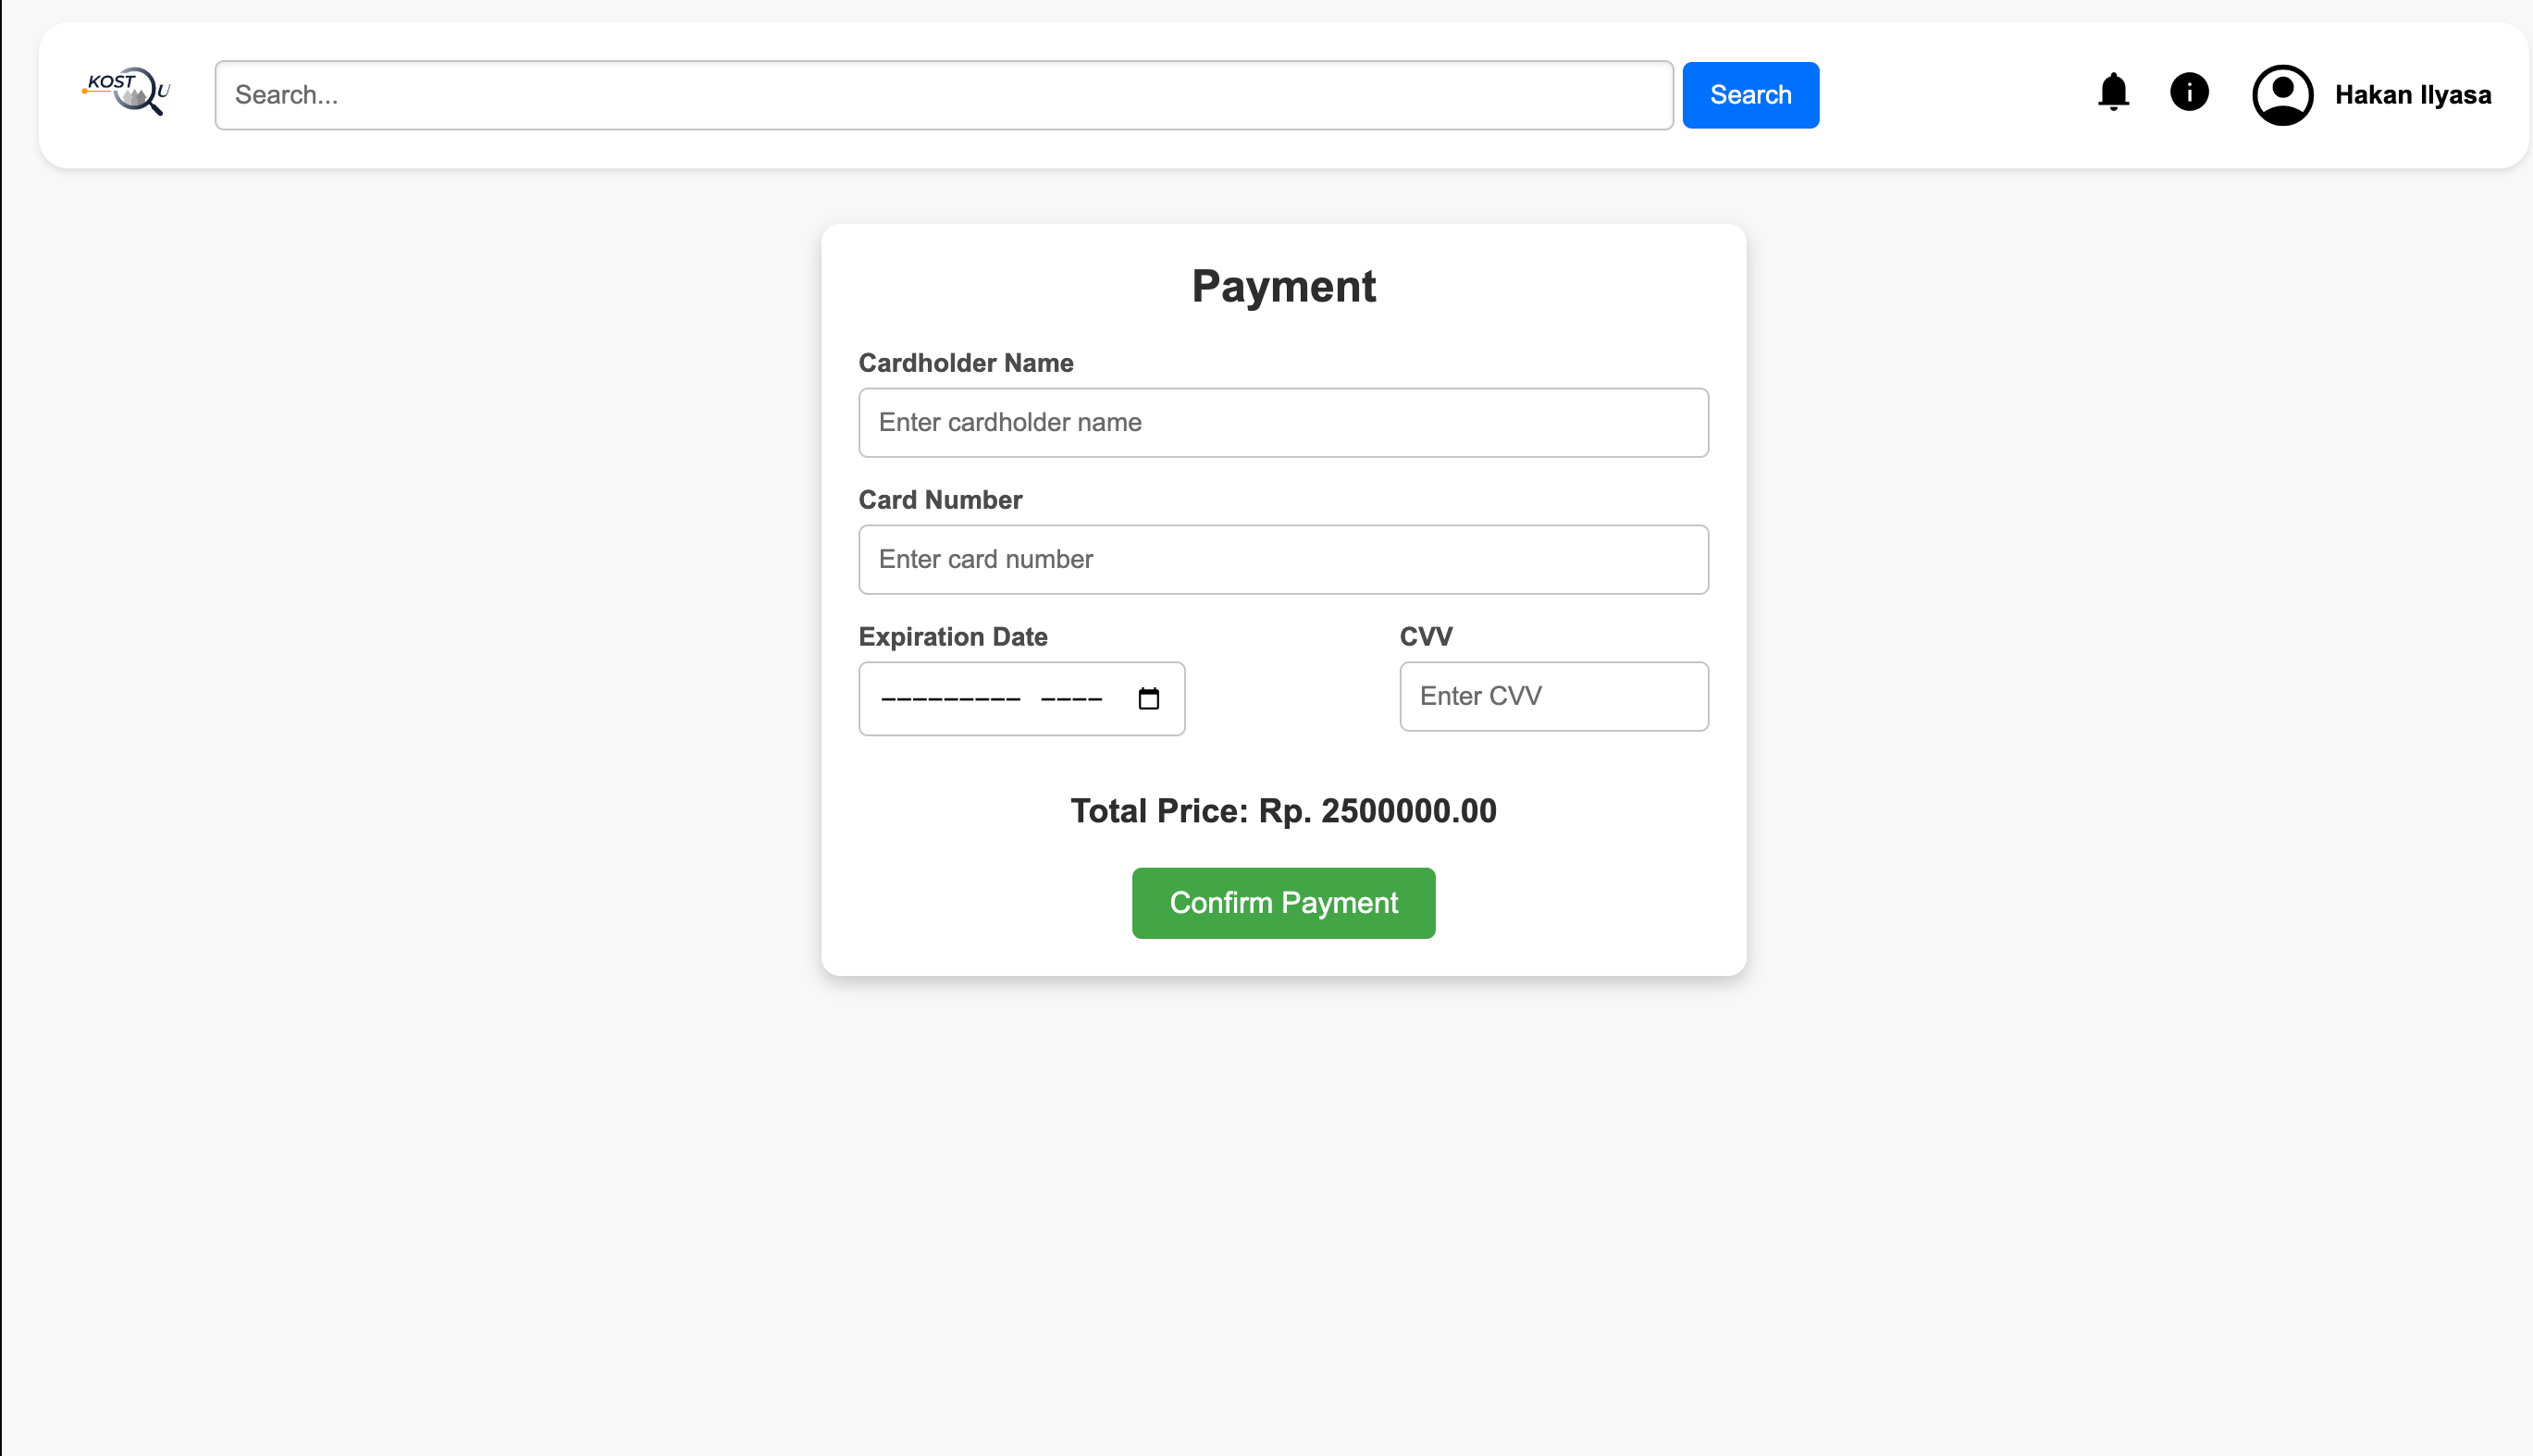 KOST U
Search...
Search
Hakan Ilyasa
Payment
Cardholder Name
Enter cardholder name
Card Number
Enter card number
Expiration Date
CVV
--------- ----
Enter CVV
Total Price: Rp. 2500000.00
Confirm Payment